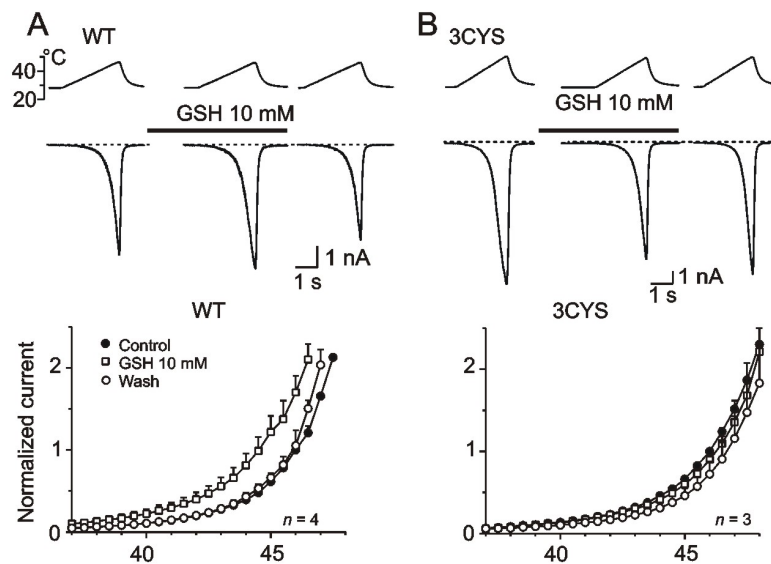 A
WT
°C
40
20
GSH 10 mM
1 nA
1 s
B
3CYS
GSH 10 mM
1 nA
1 s
WT
Normalized current
2
1
0
Control
GSH 10 mM
Wash
n = 4
40
45
3CYS
2
1
0
n = 3
40
45